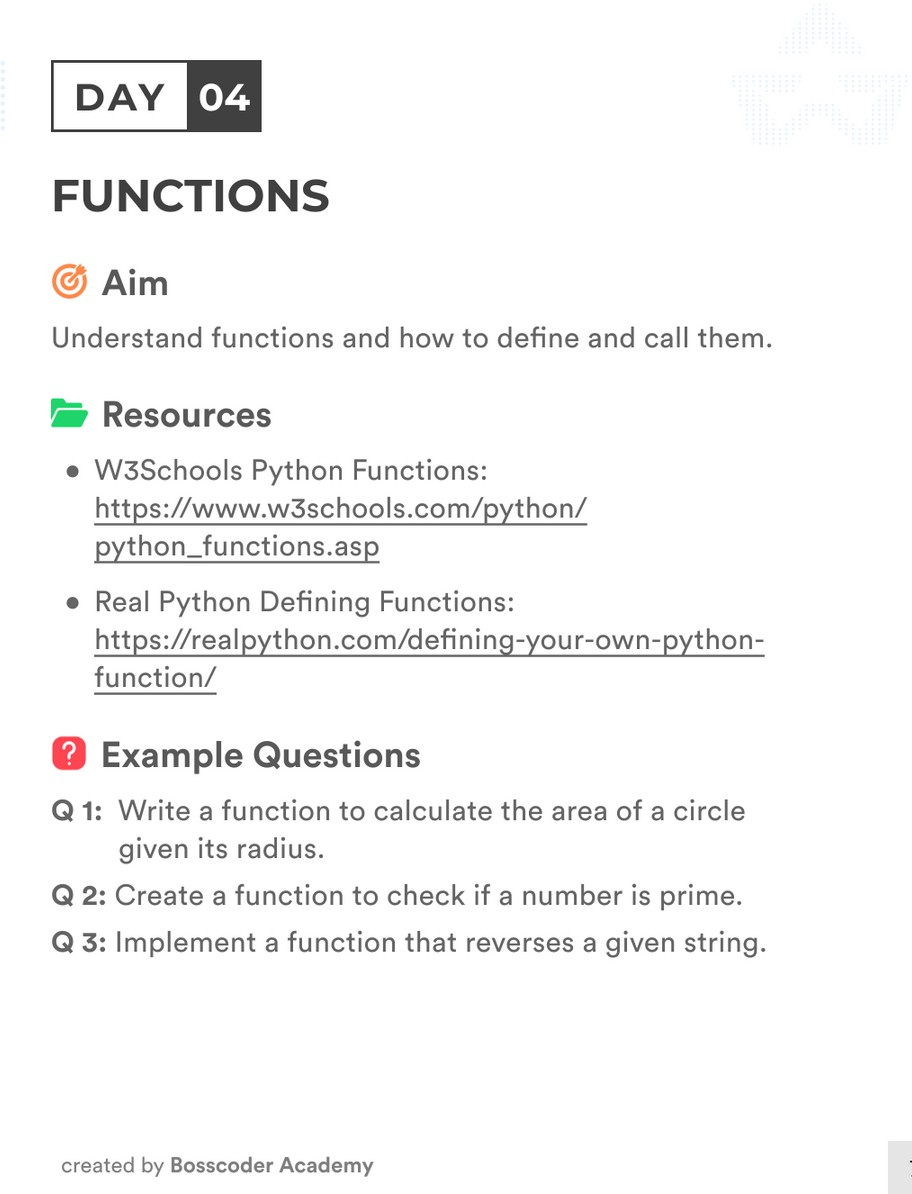 DAY 04
FUNCTIONS
Aim
Understand functions and how to define and call them.
Resources
• W3Schools Python Functions:
https://www.w3schools.com/python/
python_functions.asp
• Real Python Defining Functions:
https://realpython.com/defining-your-own-python-
function/
? Example Questions
Q 1: Write a function to calculate the area of a circle
given its radius.
Q 2: Create a function to check if a number is prime.
Q 3: Implement a function that reverses a given string.
created by Bosscoder Academy